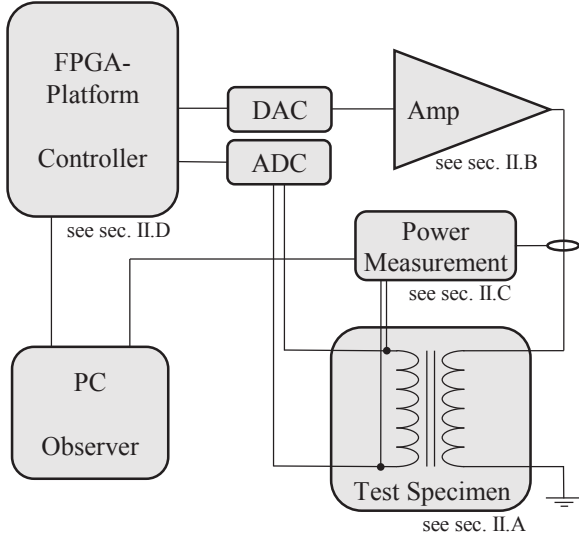 FPGA-
Platform
Controller
see sec. II.D
DAC
ADC
Amp
see sec. II.B
Power
Measurement
see sec. II.C
PC
Observer
Test Specimen
see sec. II.A